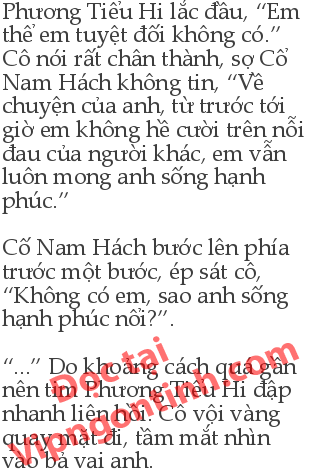 Phương Tiểu Hi lắc đầu, “Em
thể em tuyệt đối không có.”
Cô nói rất chân thành, sợ Cổ
Nam Hách không tin, “Về
chuyện của anh, từ trước tới
giờ em không hề cười trên nỗi
đau của người khác, em vẫn
luôn mong anh sống hạnh
phúc.”
Cố Nam Hách bước lên phía
trước một bước, ép sát cô,
“Không có em, sao anh sống
hạnh phúc nổi?”.
“...” Do khoảng cách quá gần
nên tim Phương Tiểu Hi đập
nhanh liên hồi. Cô vội vàng
quay mặt đi, tầm mắt nhìn
vào bả vai anh.
Đọc tại
Vipngontinh.com